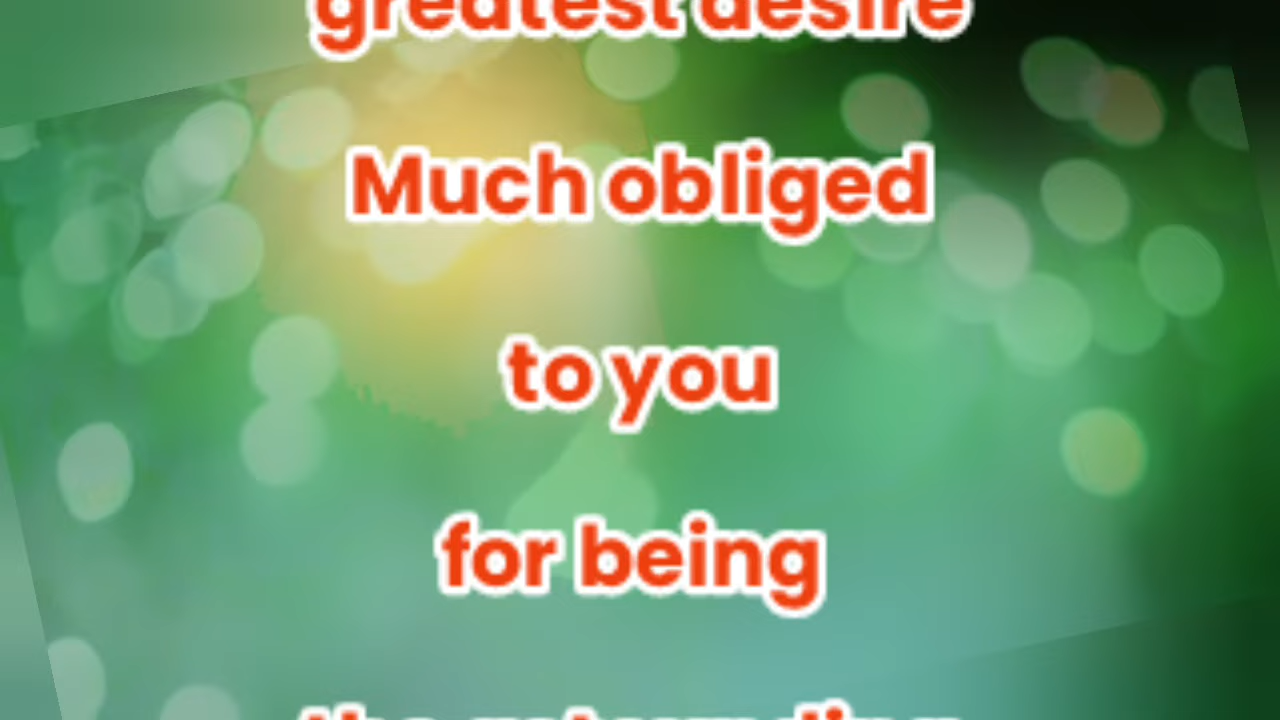 greatest desire
Much obliged
to you
for being